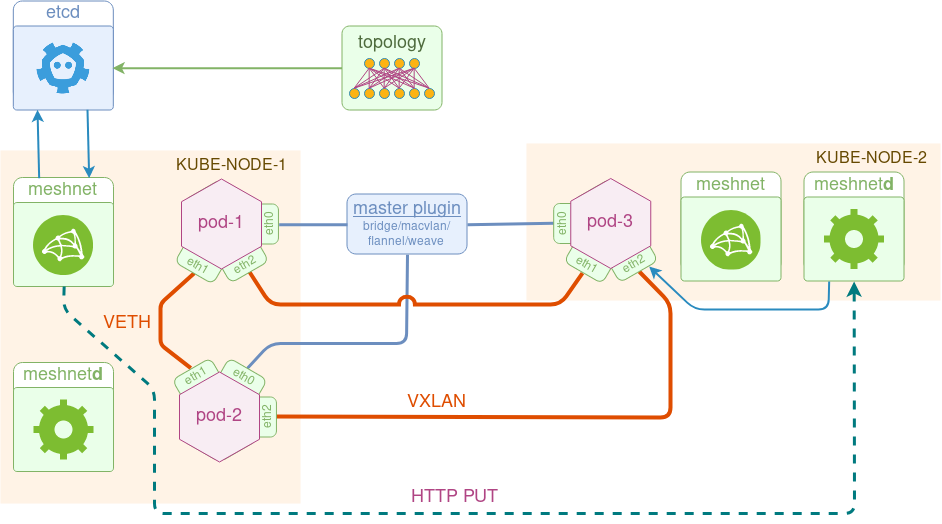 etcd
topology
KUBE-NODE-1
KUBE-NODE-2
meshnet
pod-1
eth0
eth1
eth2
master plugin
bridge/macvlan/
flannel/weave
eth0
pod-3
eth1
eth2
meshnet
meshnetd
VETH
meshnetd
eth1
eth0
pod-2
eth2
VXLAN
HTTP PUT